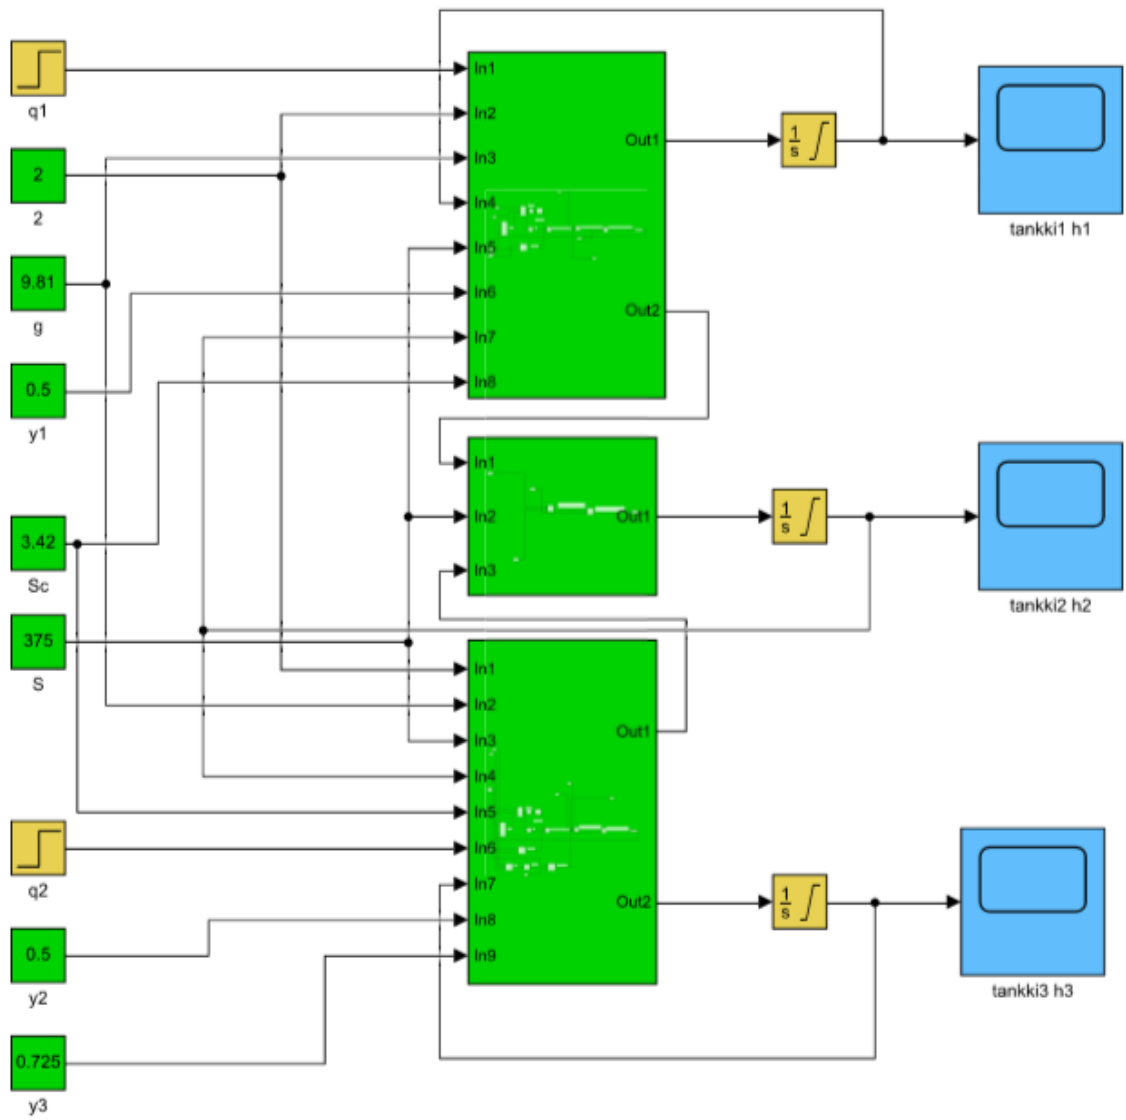 q1
2
2
9.81
g
0.5
y1
3.42
Sc
375
S
q2
0.5
y2
0.725
y3
In1
In2
In3
In4
In5
In6
In7
In8
Out1
Out2
In1
In2
In3
Out1
In1
In2
In3
In4
In5
In6
In7
In8
In9
Out1
Out2
1
s
1
s
1
s
tankki1 h1
tankki2 h2
tankki3 h3